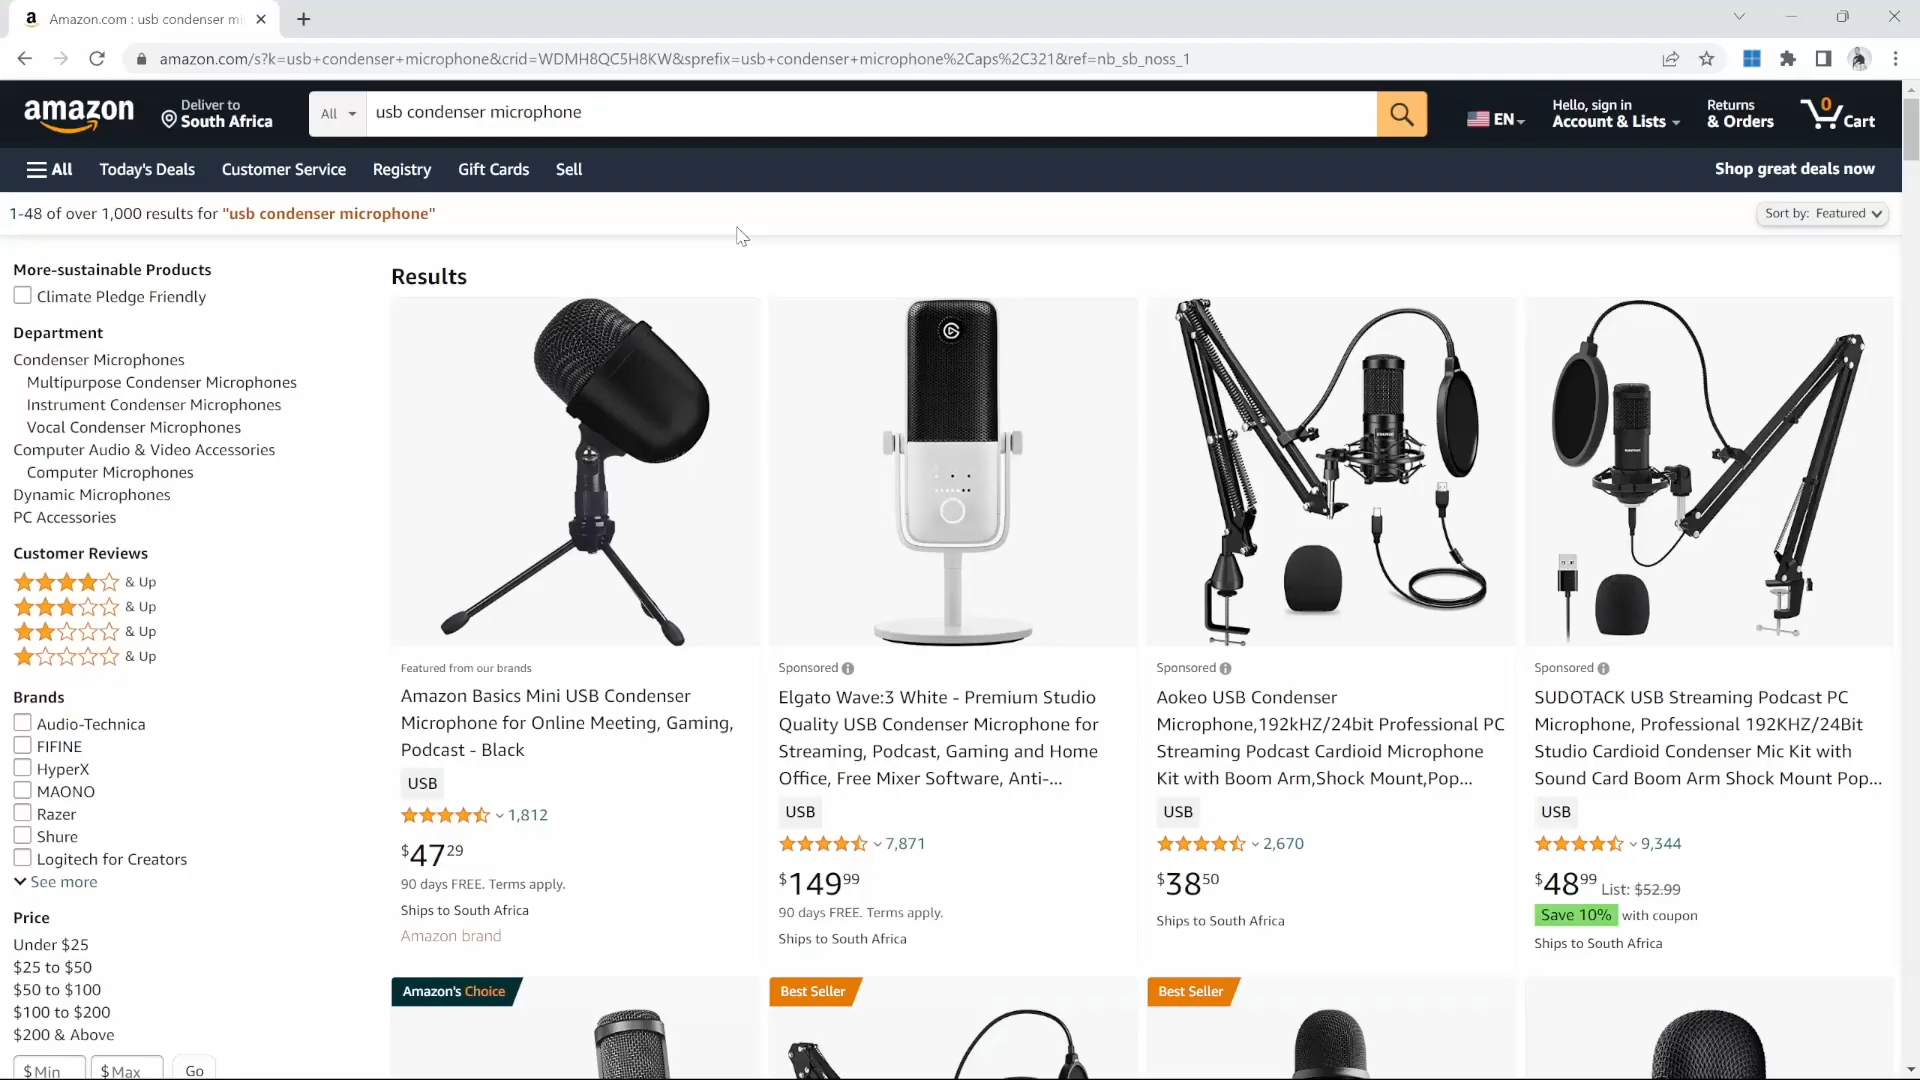 Amazon.com : usb condenser mi
amazon.com/s?k=usb+condenser+microphone&crid=WDMH8QC5H8KW&sprefix=usb+condenser+microphone%2Caps%2C321&ref=nb_sb_noss_1
amazon
Deliver to
South Africa
All
usb condenser microphone
EN
Hello, sign in
Account & Lists
Returns
& Orders
0
Cart
All
Today's Deals
Customer Service
Registry
Gift Cards
Sell
Shop great deals now
1-48 of over 1,000 results for "usb condenser microphone"
Sort by: Featured
More-sustainable Products
Climate Pledge Friendly
Department
Condenser Microphones
Multipurpose Condenser Microphones
Instrument Condenser Microphones
Vocal Condenser Microphones
Computer Audio & Video Accessories
Computer Microphones
Dynamic Microphones
PC Accessories
Customer Reviews
& Up
& Up
& Up
& Up
Brands
Audio-Technica
FIFINE
HyperX
MAONO
Razer
Shure
Logitech for Creators
See more
Price
Under $25
$25 to $50
$50 to $100
$100 to $200
$200 & Above
$ Min
$ Max
Go
Results
Featured from our brands
Amazon Basics Mini USB Condenser
Microphone for Online Meeting, Gaming,
Podcast - Black
USB
1,812
$47 29
90 days FREE. Terms apply.
Ships to South Africa
Amazon brand
Sponsored
Elgato Wave:3 White - Premium Studio
Quality USB Condenser Microphone for
Streaming, Podcast, Gaming and Home
Office, Free Mixer Software, Anti-...
USB
7,871
$149 99
90 days FREE. Terms apply.
Ships to South Africa
Sponsored
Aokeo USB Condenser
Microphone,192kHZ/24bit Professional PC
Streaming Podcast Cardioid Microphone
Kit with Boom Arm,Shock Mount,Pop...
USB
2,670
$38 50
Ships to South Africa
Sponsored
SUDOTACK USB Streaming Podcast PC
Microphone, Professional 192KHZ/24Bit
Studio Cardioid Condenser Mic Kit with
Sound Card Boom Arm Shock Mount Pop...
USB
9,344
$48 99 List: $52.99
Save 10% with coupon
Ships to South Africa
Amazon's Choice
Best Seller
Best Seller